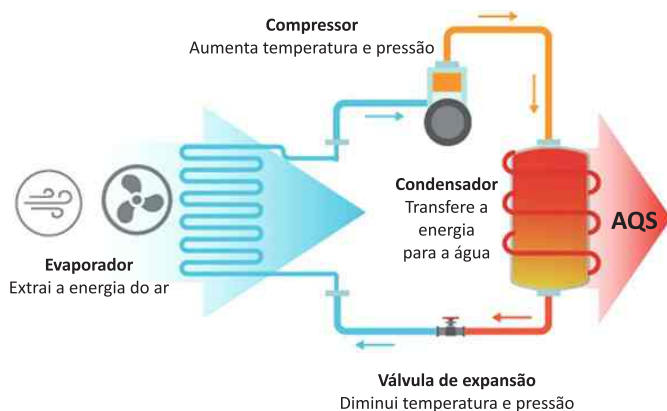 Compressor
Aumenta temperatura e pressão
Condensador
Transfere a
energia
para a água
AQS
Evaporador
Extrai a energia do ar
Válvula de expansão
Diminui temperatura e pressão